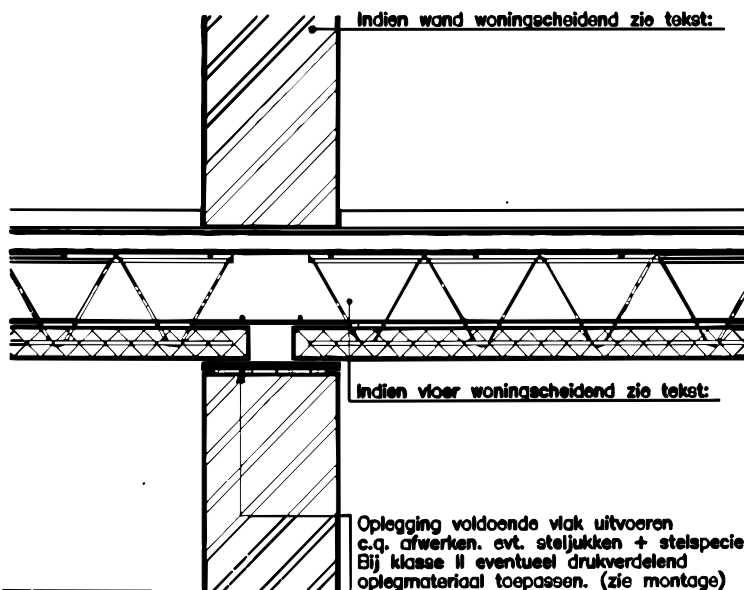 Indien wand woningscheidend zie tekst:
Indien vloer woningscheidend zie tekst:
Oplegging voldoende vlak uitvoeren
c.q. afwerken. evt. steljukken + stelspecie
Bij klasse II eventueel drukverdelend
oplegmateriaal toepassen. (zie montage)